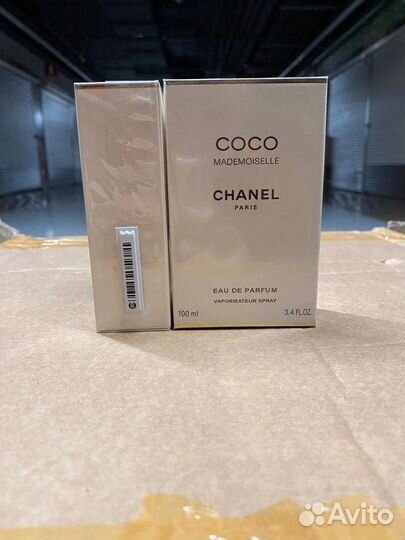 COCO
MADEMOISELLE
CHANEL
PARIS
EAU DE PARFUM
VAPORISATEUR SPRAY
100 ml 3.4 FL.OZ.
Avito